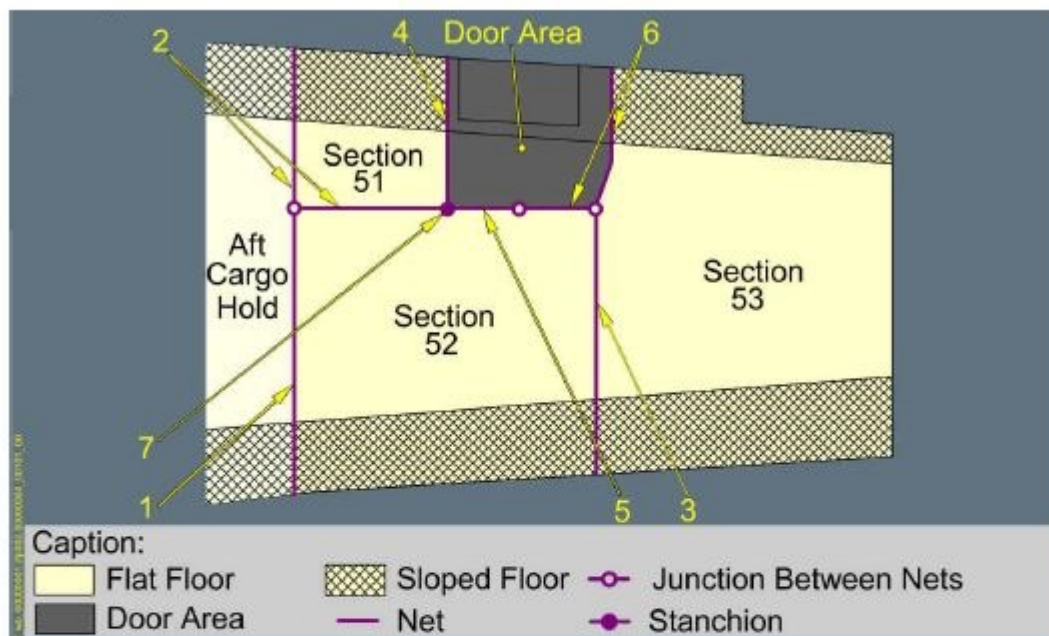 2
4
Door Area
6
Section
51
Aft
Cargo
Hold
Section
52
Section
53
7
1
5
3
Caption:
Flat Floor
Sloped Floor
Junction Between Nets
Door Area
Net
Stanchion